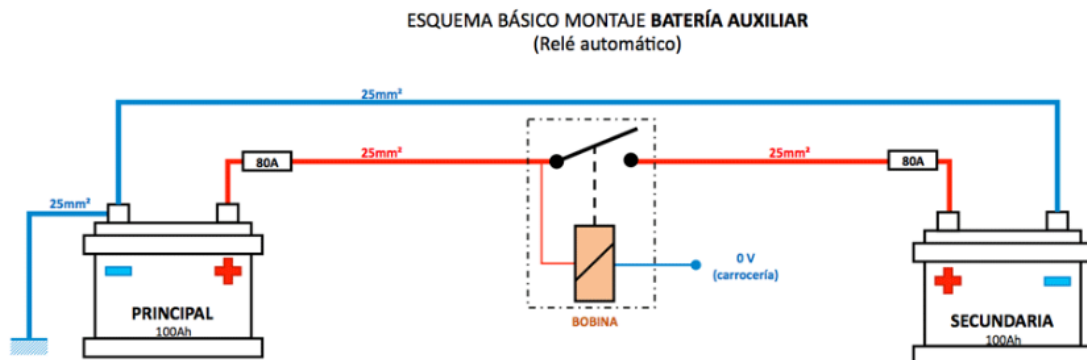 ESQUEMA BÁSICO MONTAJE BATERÍA AUXILIAR
(Relé automático)
25mm²
80A
25mm²
25mm²
80A
25mm²
0 V
(carrocería)
PRINCIPAL
100Ah
BOBINA
SECUNDARIA
100Ah